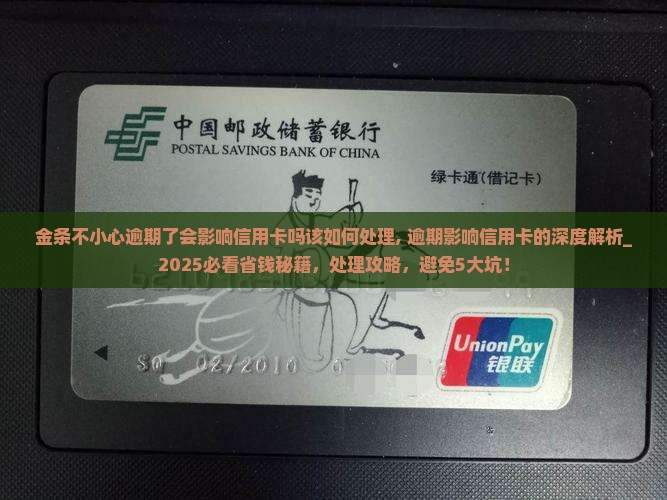 中国邮政储蓄银行
POSTAL SAVINGS BANK OF CHINA
绿卡通(借记卡)
金条不小心逾期了会影响信用卡吗该如何处理，逾期影响信用卡的深度解析_
2025必看省钱秘籍，处理攻略，避免5大坑！
02/2010
UnionPay
银联